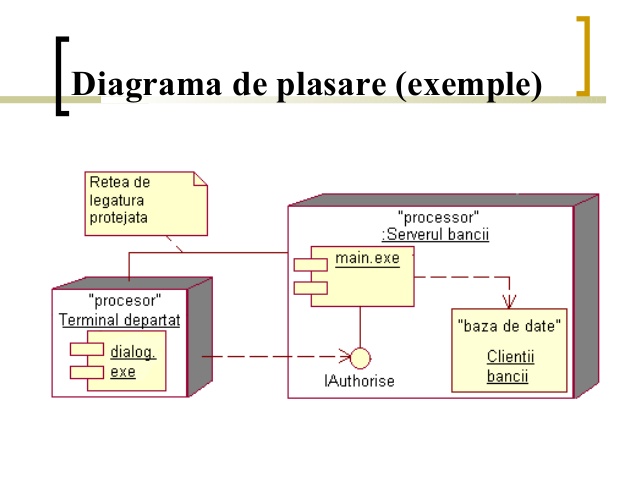 Diagrama de plasare (exemple)
Retea de
legatura
protejata
"processor"
:Serverul bancii
main.exe
"procesor"
Terminal departat
dialog.
exe
IAuthorise
"baza de date"
Clientii
bancii